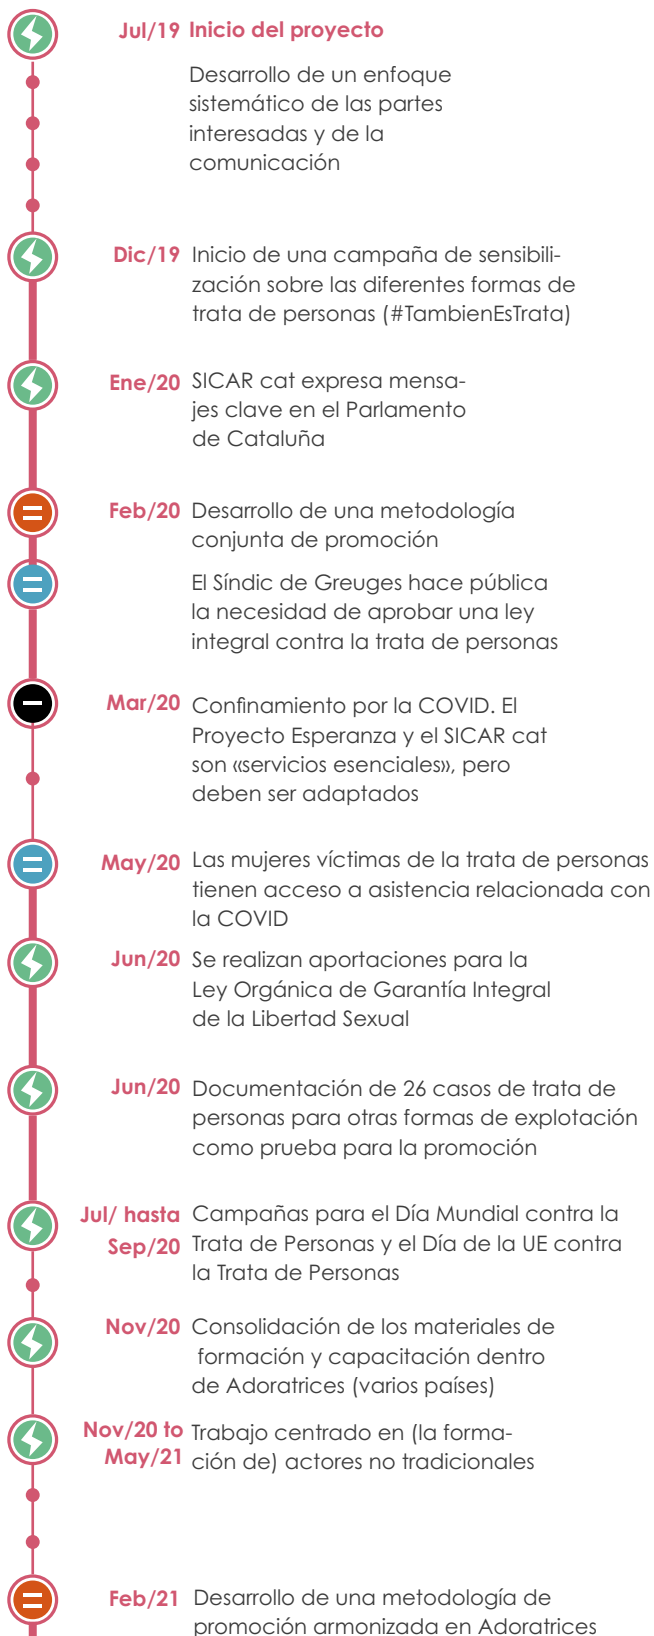 Jul/19 Inicio del proyecto
Desarrollo de un enfoque
sistemático de las partes
interesadas y de la
comunicación
Dic/19 Inicio de una campaña de sensibili-
zación sobre las diferentes formas de
trata de personas (#TambienEsTrata)
Ene/20 SICAR cat expresa mensa-
jes clave en el Parlamento
de Cataluña
Feb/20 Desarrollo de una metodología
conjunta de promoción
El Síndic de Greuges hace pública
la necesidad de aprobar una ley
integral contra la trata de personas
Mar/20 Confinamiento por la COVID. El
Proyecto Esperanza y el SICAR cat
son «servicios esenciales», pero
deben ser adaptados
May/20 Las mujeres víctimas de la trata de personas
tienen acceso a asistencia relacionada con
la COVID
Jun/20 Se realizan aportaciones para la
Ley Orgánica de Garantía Integral
de la Libertad Sexual
Jun/20 Documentación de 26 casos de trata de
personas para otras formas de explotación
como prueba para la promoción
Jul/ hasta Campañas para el Día Mundial contra la
Sep/20 Trata de Personas y el Día de la UE contra
la Trata de Personas
Nov/20 Consolidación de los materiales de
formación y capacitación dentro
de Adoratrices (varios países)
Nov/20 to Trabajo centrado en (la forma-
May/21 ción de) actores no tradicionales
Feb/21 Desarrollo de una metodología de
promoción armonizada en Adoratrices